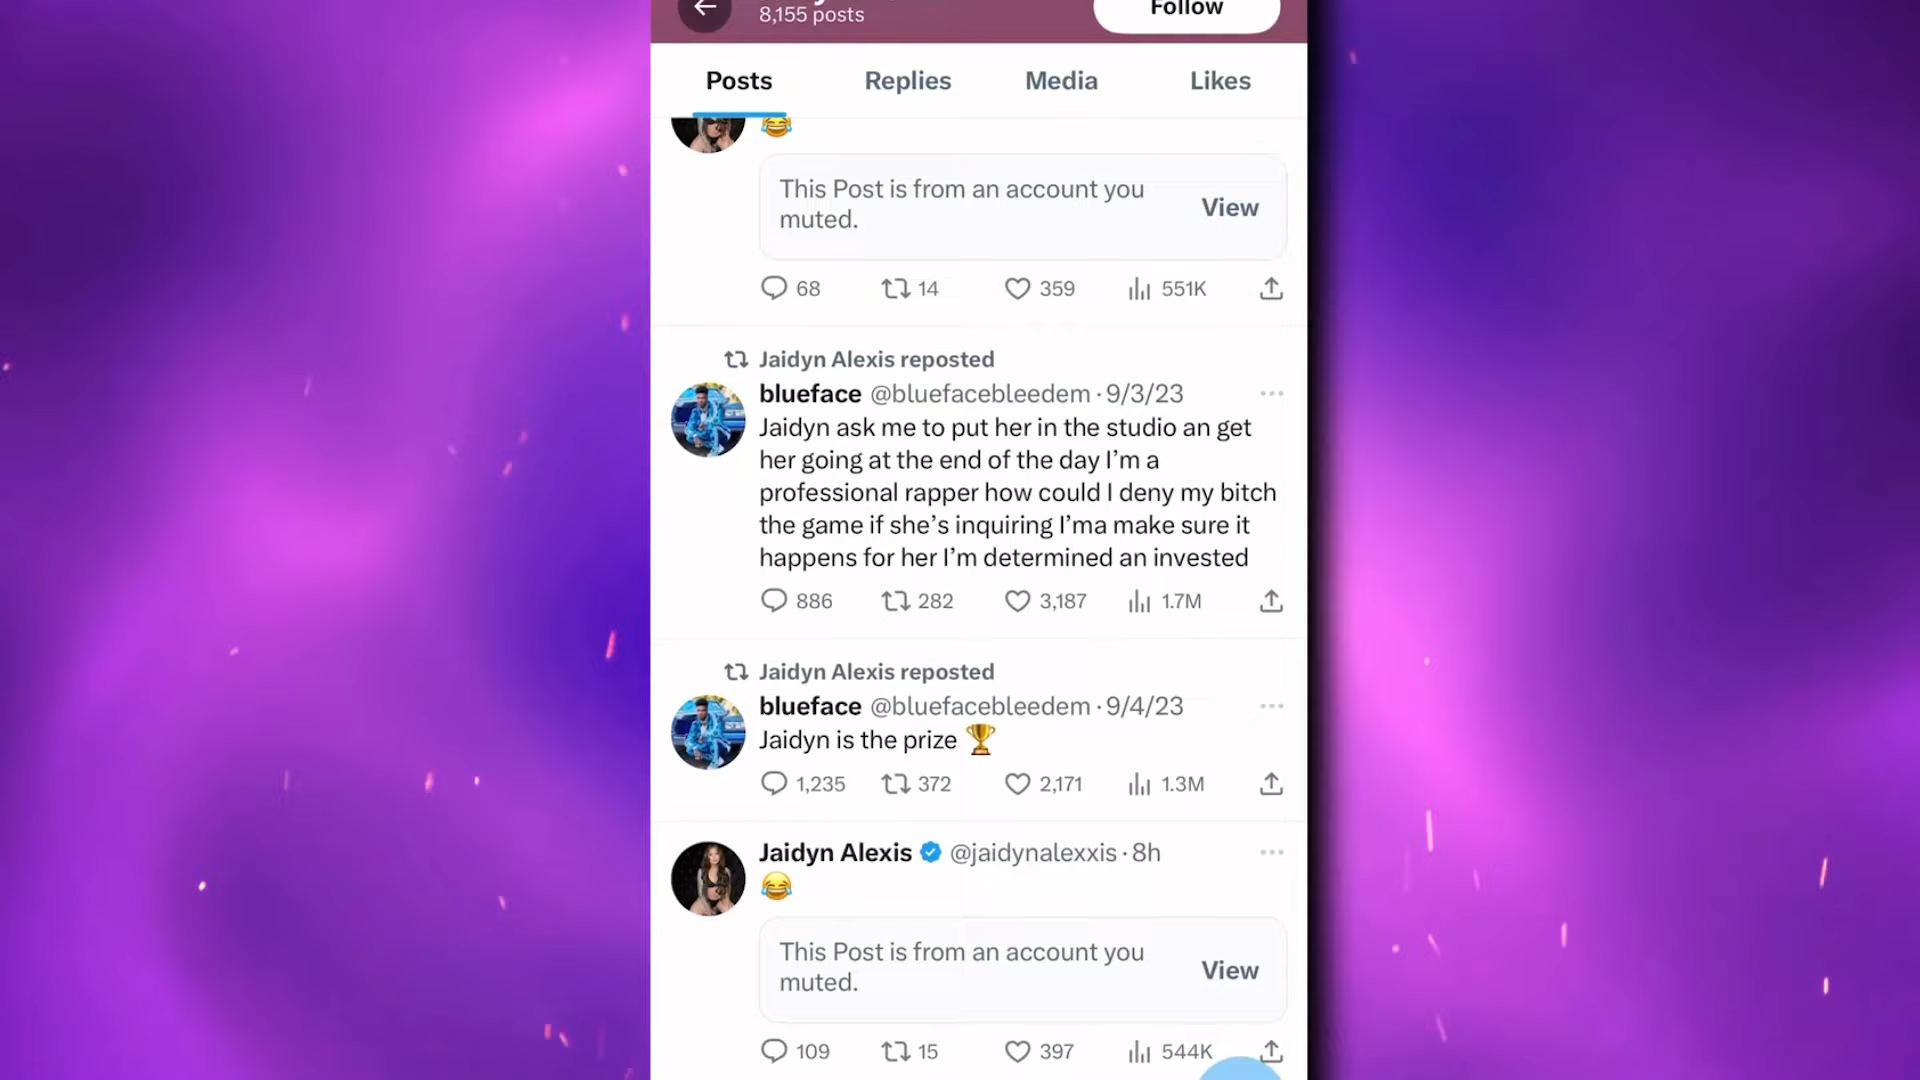 8,155 posts
Follow
Posts
Replies
Media
Likes
😂
This Post is from an account you
muted.
View
68
14
359
551K
Jaidyn Alexis reposted
blueface @bluefacebleedem · 9/3/23
Jaidyn ask me to put her in the studio an get
her going at the end of the day I'm a
professional rapper how could I deny my bitch
the game if she's inquiring I'ma make sure it
happens for her I'm determined an invested
886
282
3,187
1.7M
Jaidyn Alexis reposted
blueface @bluefacebleedem · 9/4/23
Jaidyn is the prize 🏆
1,235
372
2,171
1.3M
Jaidyn Alexis @jaidynalexxis · 8h
😂
This Post is from an account you
muted.
View
109
15
397
544K